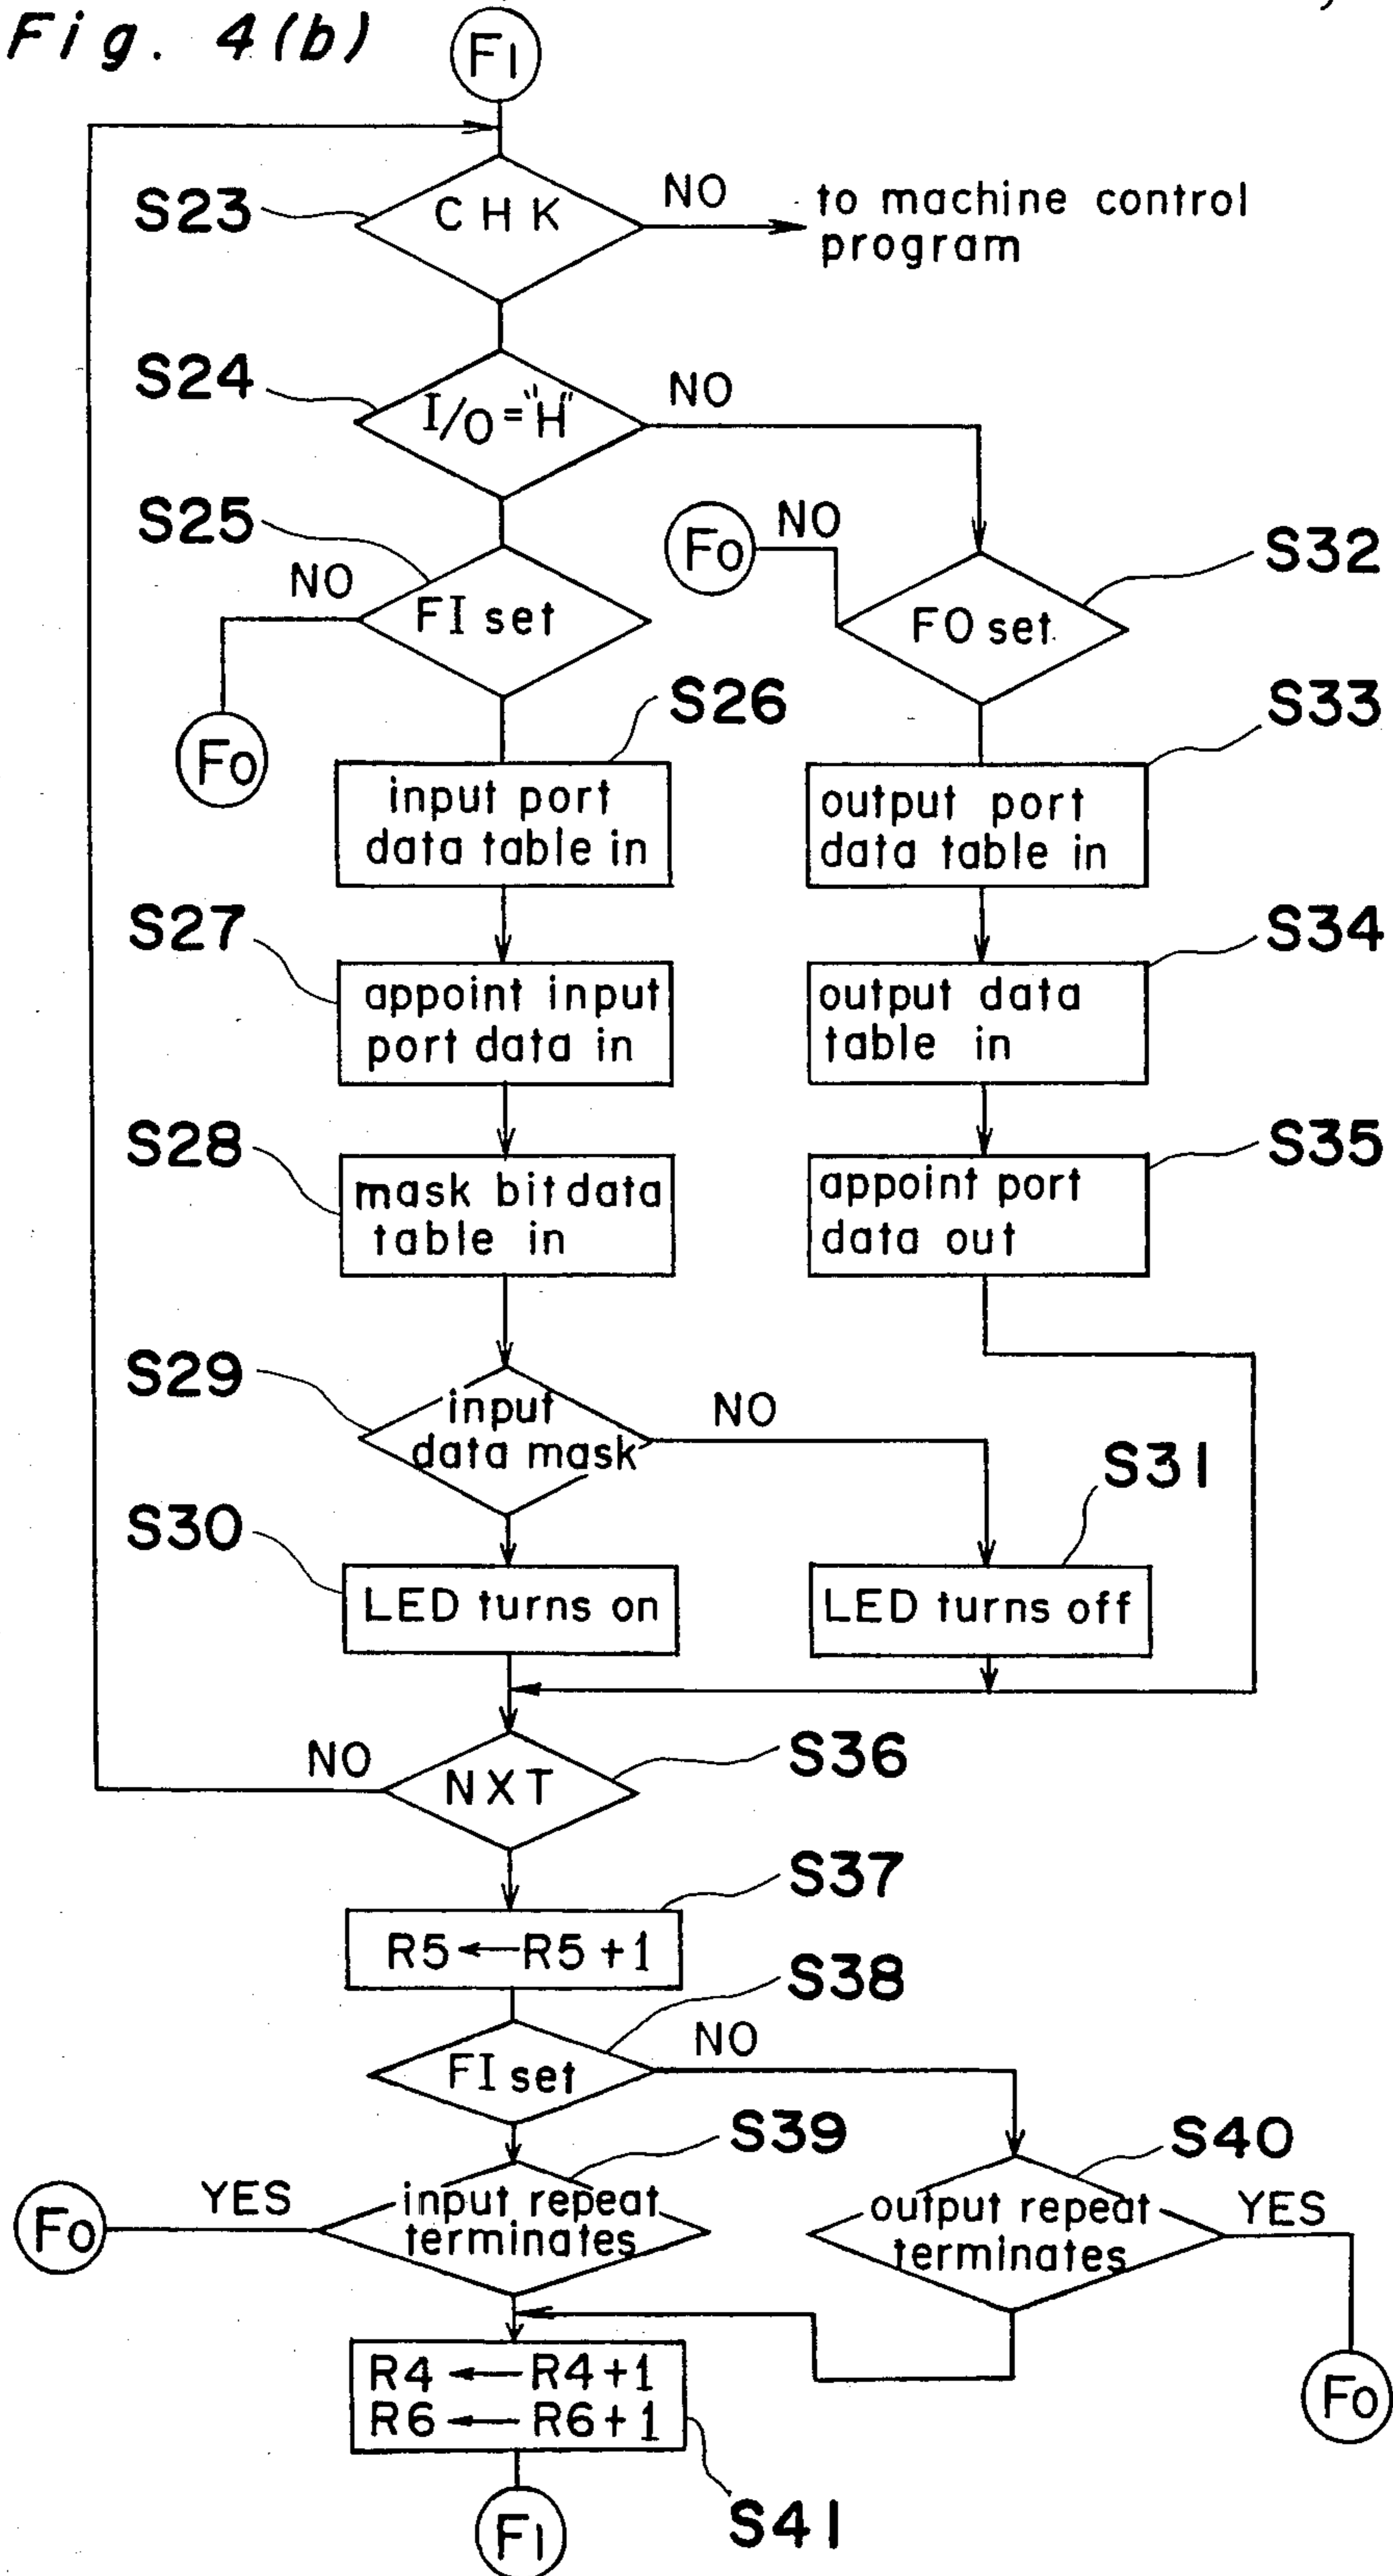 Fig. 4(b)
F1
S23
CHK
NO
to machine control
program
S24
I/O="H"
NO
S25
NO
FI set
Fo
Fo
NO
S32
FO set
S26
input port
data table in
S33
output port
data table in
S27
appoint input
port data in
S34
output data
table in
S28
mask bit data
table in
S35
appoint port
data out
S29
input
data mask
NO
S30
LED turns on
S31
LED turns off
NO
NXT
S36
S37
R5←R5+1
S38
FI set
NO
S39
YES
Fo
input repeat
terminates
S40
output repeat
terminates
YES
Fo
R4←R4+1
R6←R6+1
S41
F1